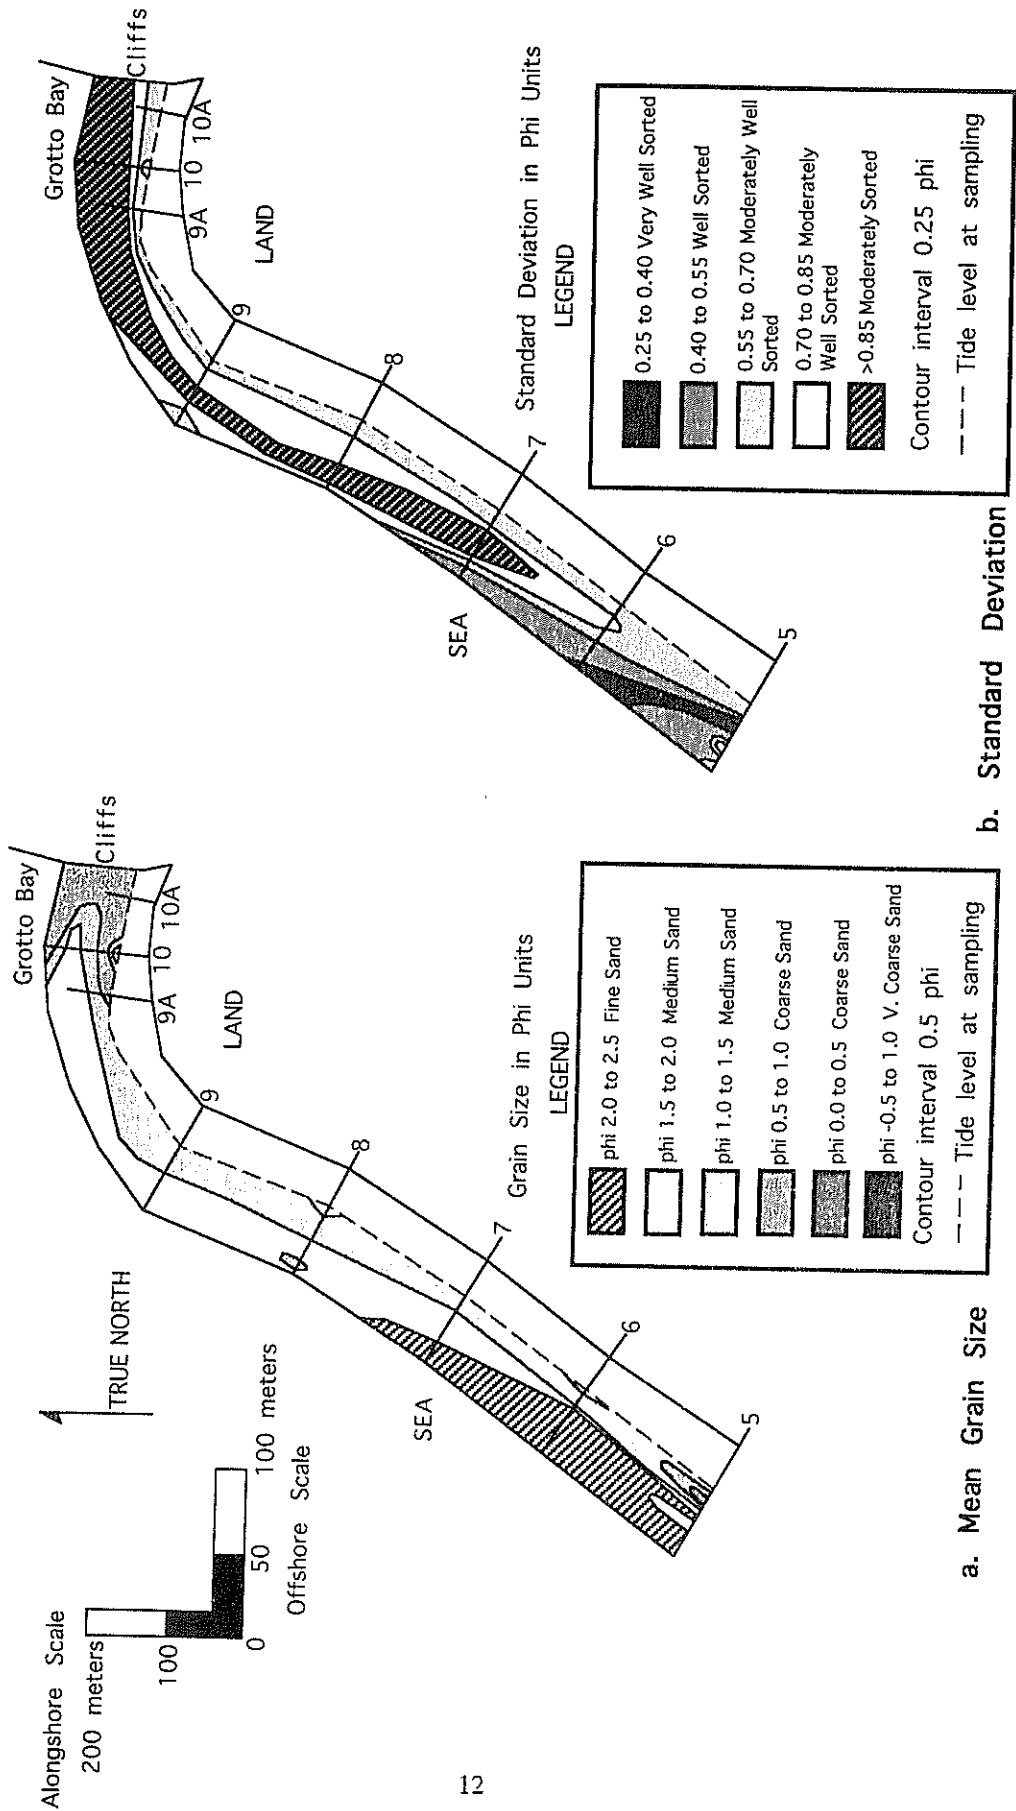 Alongshore Scale
200 meters
100
0
50
100 meters
Offshore Scale
TRUE NORTH
Grotto Bay
Cliffs
10A
10
9A
LAND
9
8
7
SEA
6
5
Grain Size in Phi Units
LEGEND
phi 2.0 to 2.5 Fine Sand
phi 1.5 to 2.0 Medium Sand
phi 1.0 to 1.5 Medium Sand
phi 0.5 to 1.0 Coarse Sand
phi 0.0 to 0.5 Coarse Sand
phi -0.5 to 1.0 V. Coarse Sand
Contour interval 0.5 phi
Tide level at sampling
a. Mean Grain Size
Grotto Bay
Cliffs
10A
10
9A
LAND
9
8
7
SEA
6
5
Standard Deviation in Phi Units
LEGEND
0.25 to 0.40 Very Well Sorted
0.40 to 0.55 Well Sorted
0.55 to 0.70 Moderately Well
Sorted
0.70 to 0.85 Moderately
Well Sorted
>0.85 Moderately Sorted
Contour interval 0.25 phi
Tide level at sampling
b. Standard Deviation
12